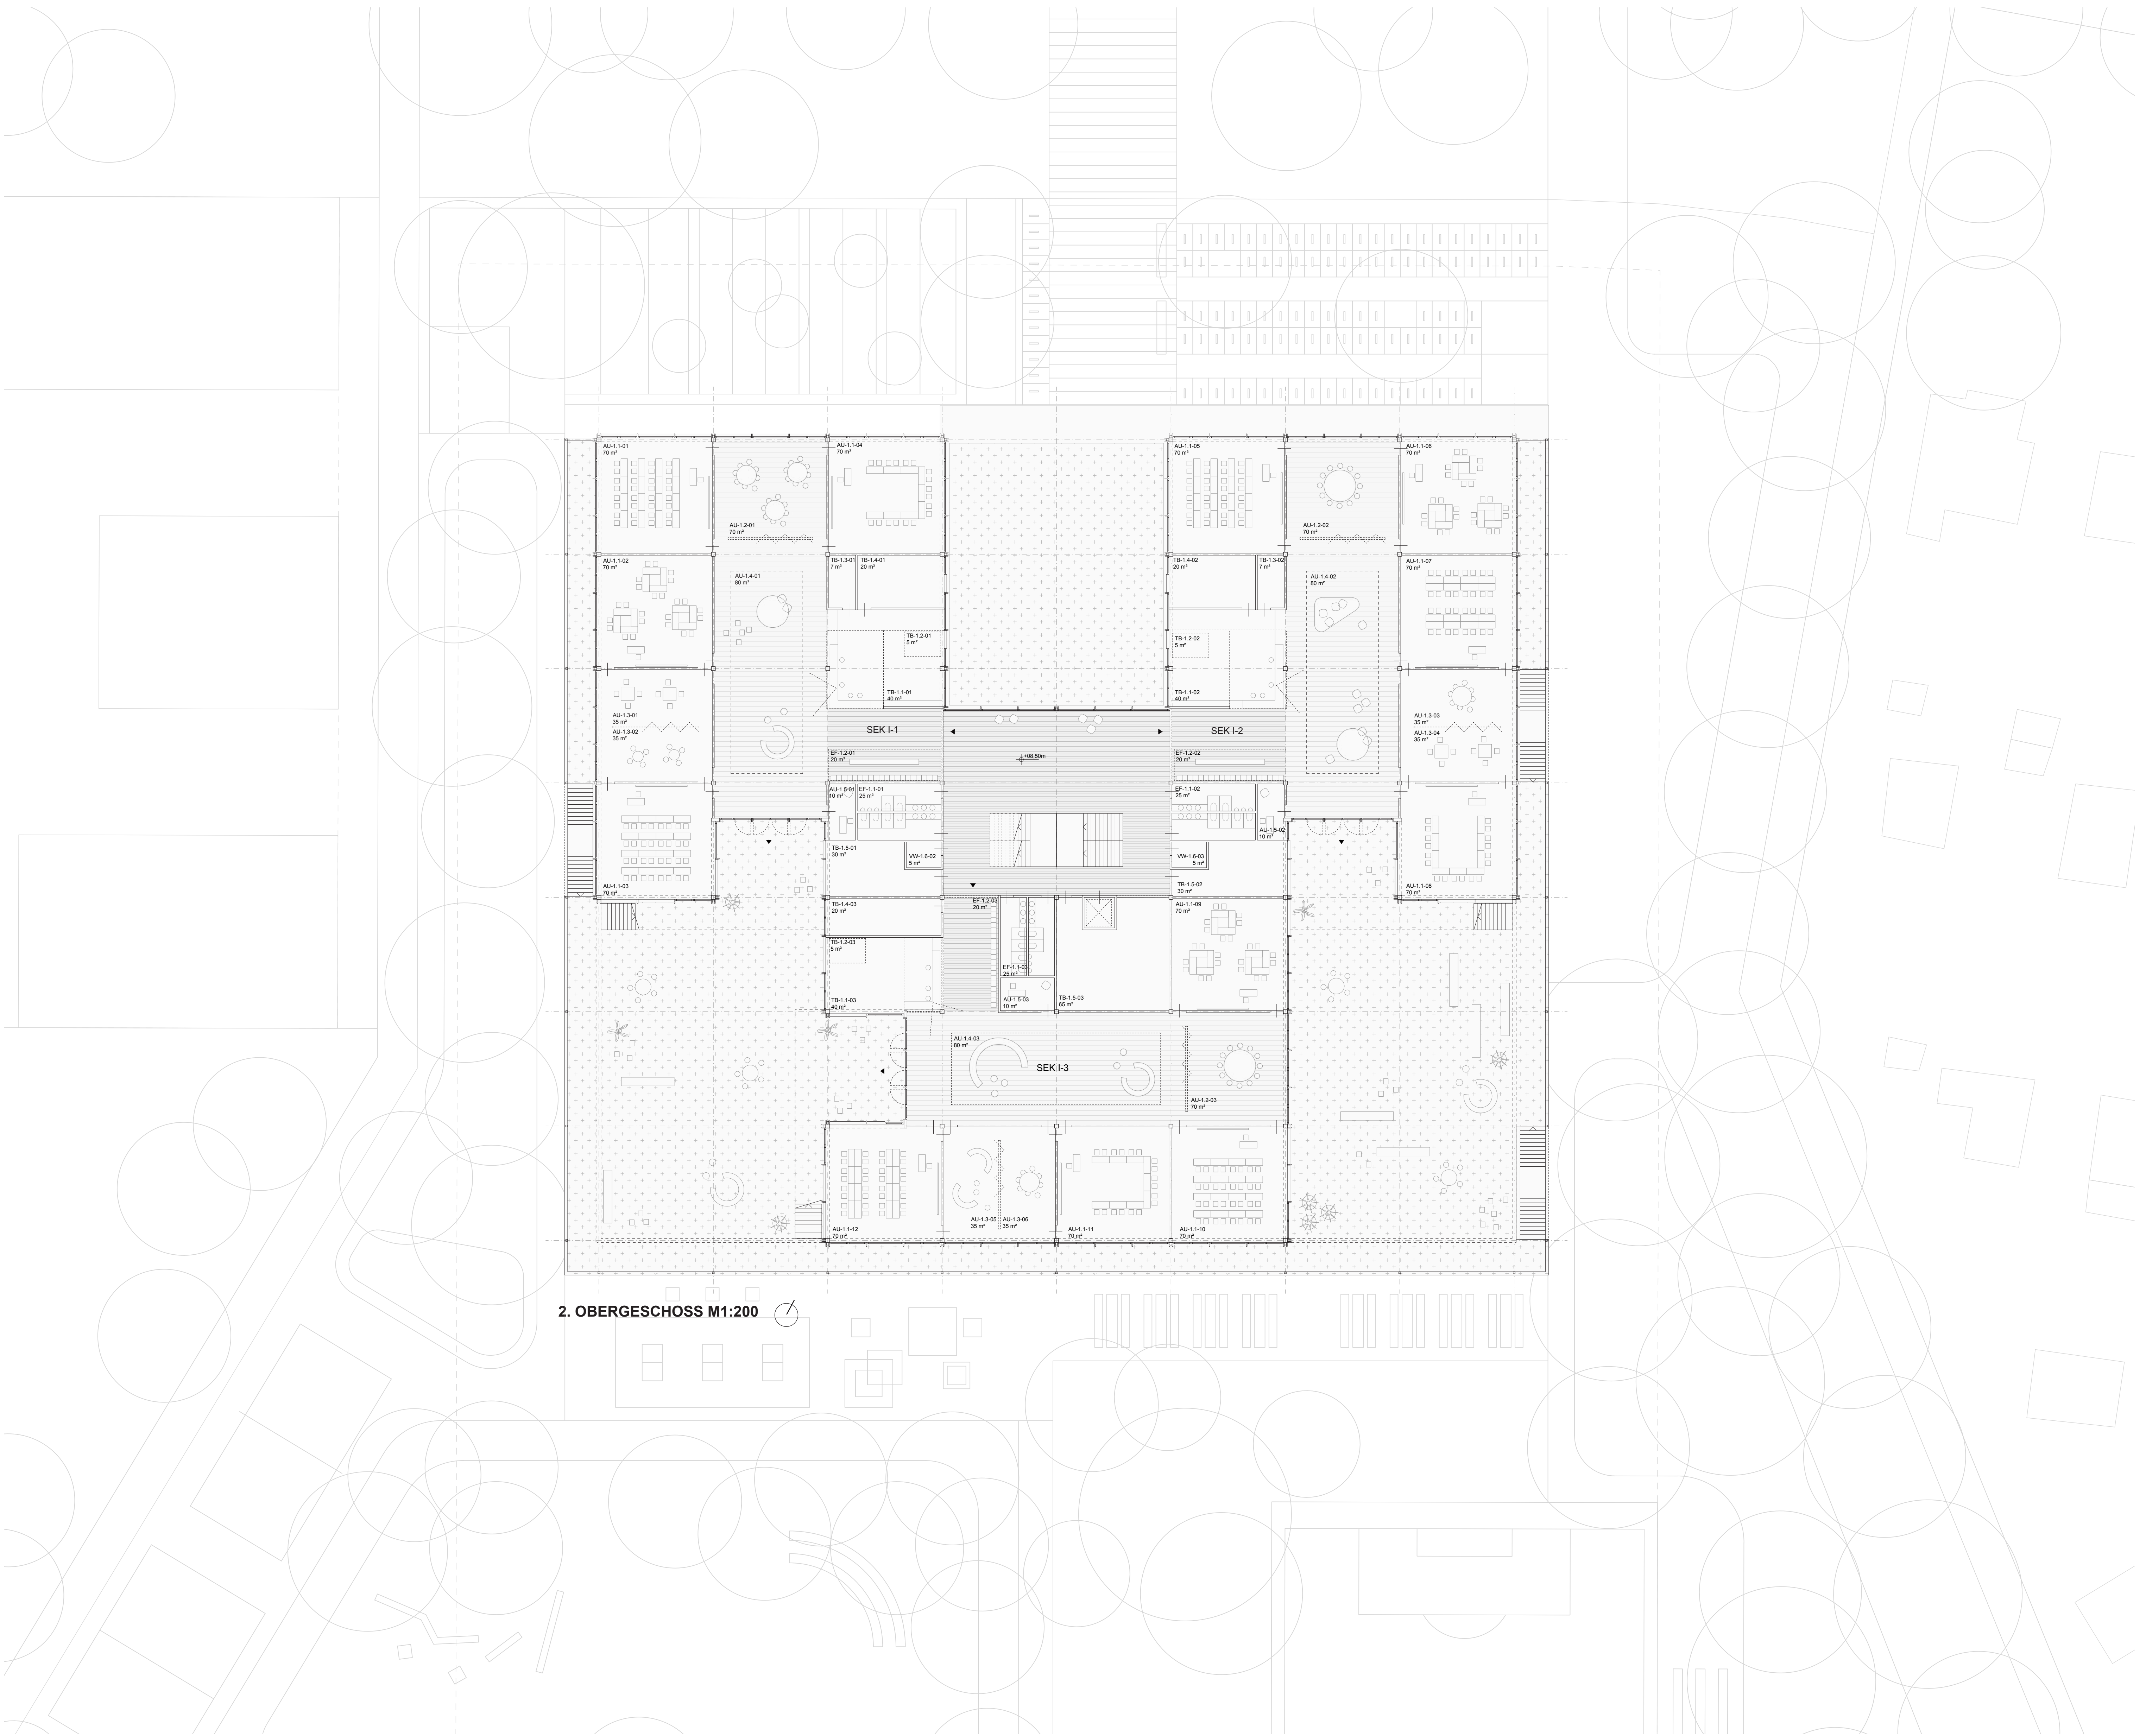 AU-1.1-01
70 m²
AU-1.1-04
70 m²
AU-1.1-05
70 m²
AU-1.1-06
70 m²
AU-1.2-01
70 m²
AU-1.2-02
70 m²
AU-1.1-02
70 m²
TB-1.3-01
7 m²
TB-1.4-01
20 m²
TB-1.4-02
20 m²
TB-1.3-02
7 m²
AU-1.1-07
70 m²
AU-1.4-01
80 m²
AU-1.4-02
80 m²
TB-1.2-01
5 m²
TB-1.2-02
5 m²
TB-1.1-01
40 m²
TB-1.1-02
40 m²
AU-1.3-01
35 m²
AU-1.3-02
35 m²
SEK I-1
SEK I-2
AU-1.3-03
35 m²
AU-1.3-04
35 m²
EF-1.2-01
20 m²
+08.50m
EF-1.2-02
20 m²
AU-1.5-01
10 m²
EF-1.1-01
25 m²
EF-1.1-02
25 m²
AU-1.5-02
10 m²
TB-1.5-01
30 m²
VW-1.6-02
5 m²
VW-1.6-03
5 m²
AU-1.1-03
70 m²
TB-1.5-02
30 m²
AU-1.1-08
70 m²
TB-1.4-03
20 m²
EF-1.2-03
20 m²
AU-1.1-09
70 m²
TB-1.2-03
5 m²
EF-1.1-03
25 m²
TB-1.1-03
40 m²
AU-1.5-03
10 m²
TB-1.5-03
65 m²
AU-1.4-03
80 m²
SEK I-3
AU-1.2-03
70 m²
AU-1.1-12
70 m²
AU-1.3-05
35 m²
AU-1.3-06
35 m²
AU-1.1-11
70 m²
AU-1.1-10
70 m²
2. OBERGESCHOSS M1:200